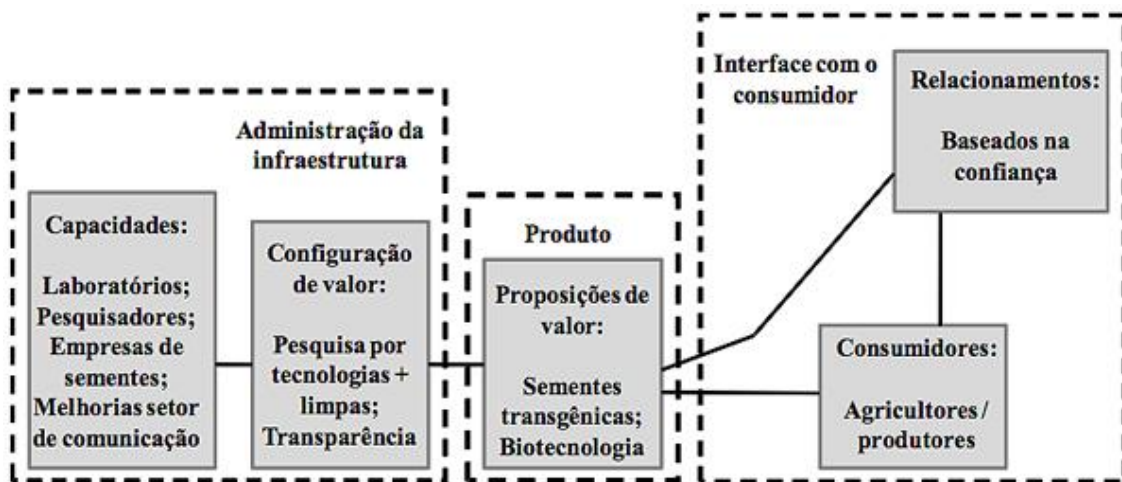 Administração da
infraestrutura
Capacidades:
Laboratórios;
Pesquisadores;
Empresas de
sementes;
Melhorias setor
de comunicação
Configuração
de valor:
Pesquisa por
tecnologias +
limpas;
Transparência
Produto
Proposições de
valor:
Sementes
transgênicas;
Biotecnologia
Interface com o
consumidor
Relacionamentos:
Baseados na
confiança
Consumidores:
Agricultores /
produtores